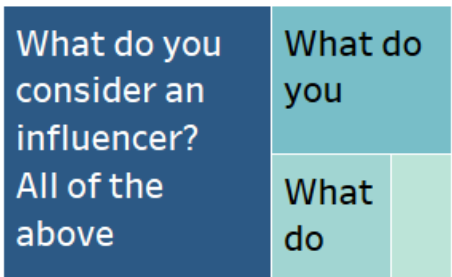 What do you
consider an
influencer?
All of the
above
What do
you
What
do